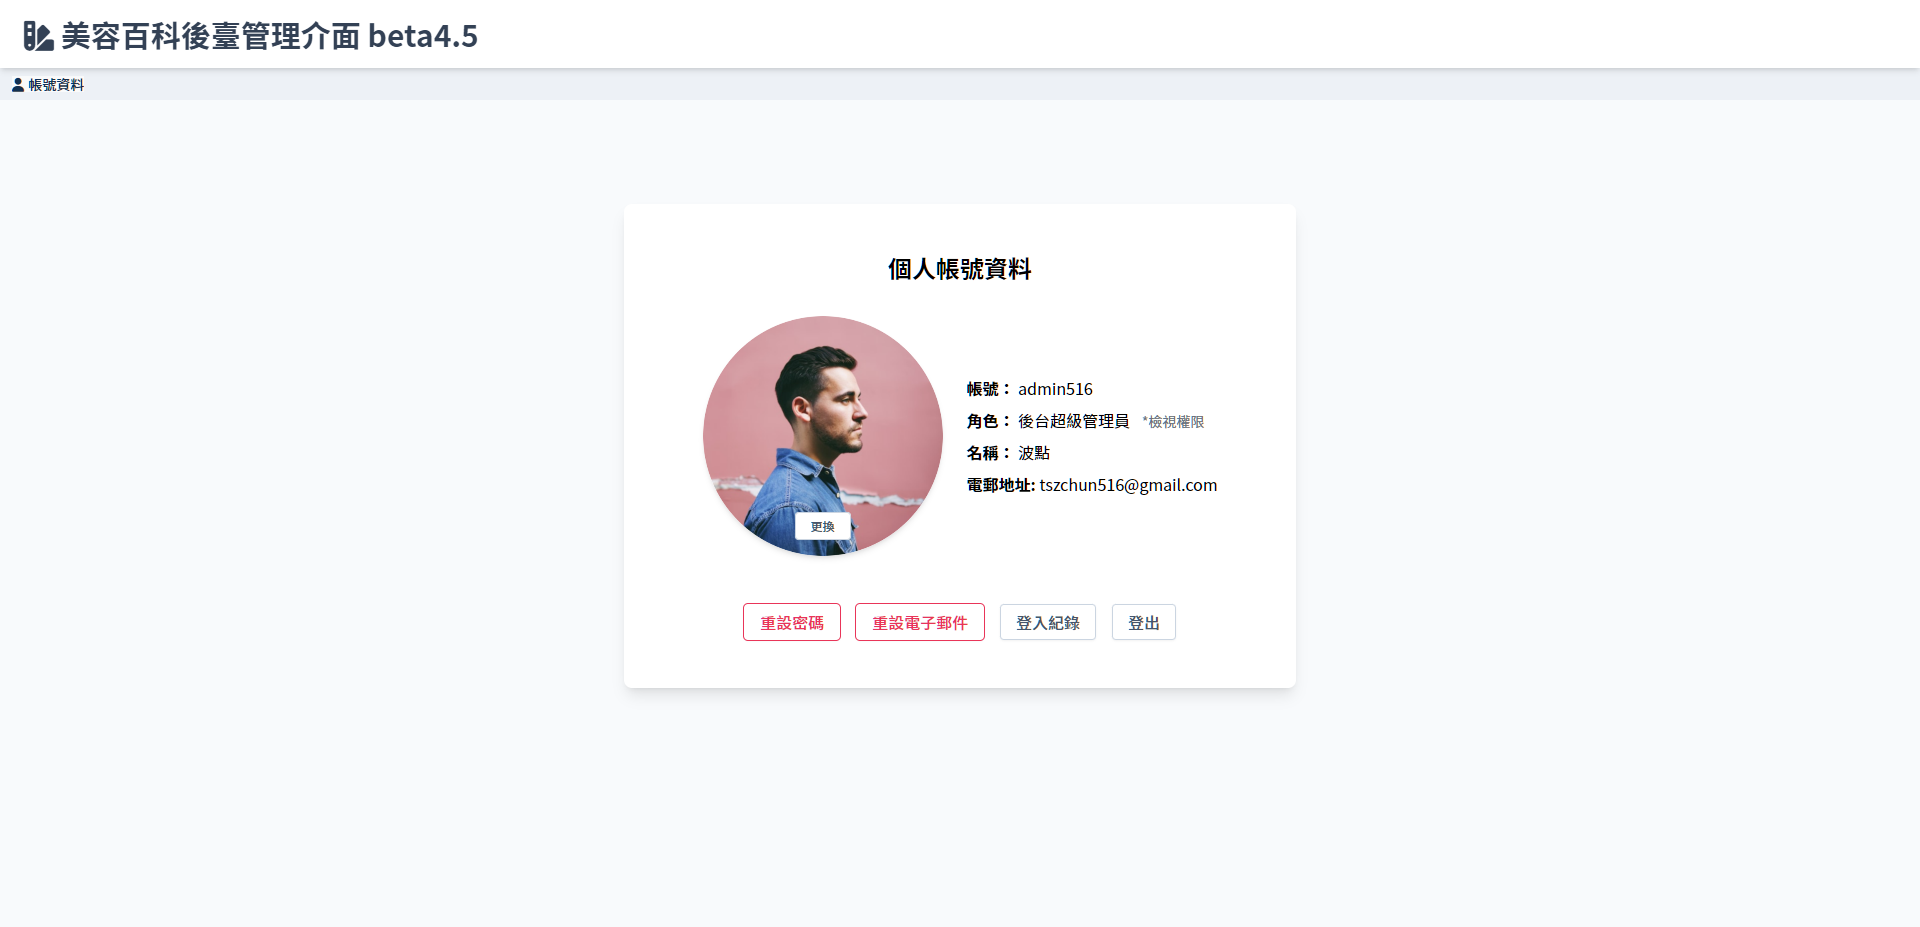 美容百科後臺管理介面 beta4.5
帳號資料
個人帳號資料
帳號： admin516
角色： 後台超級管理員 *檢視權限
名稱： 波點
電郵地址: tszchun516@gmail.com
更換
重設密碼 重設電子郵件 登入紀錄 登出